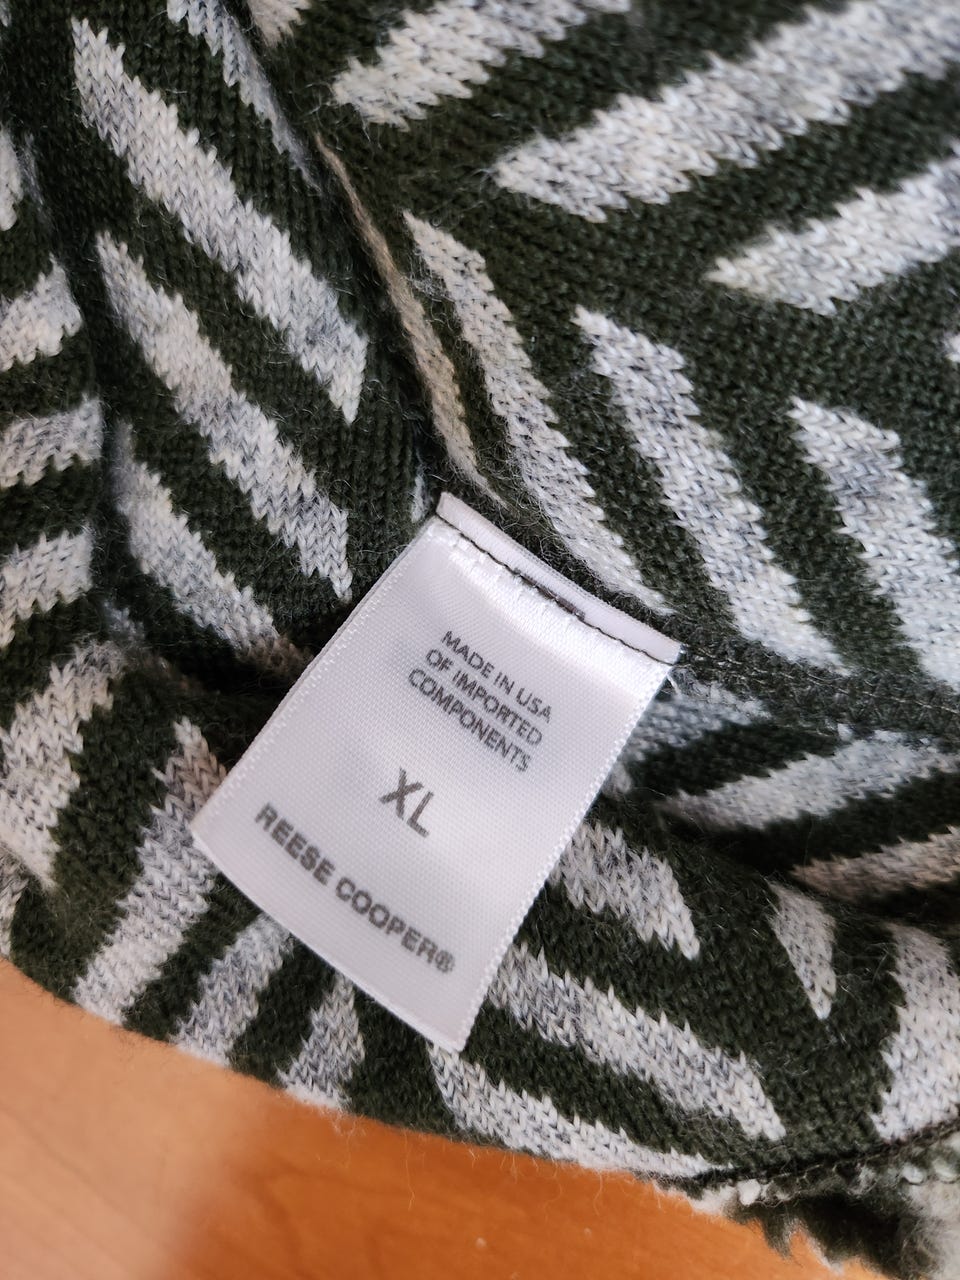 MADE IN USA
OF IMPORTED
COMPONENTS
XL
REESE COOPER®